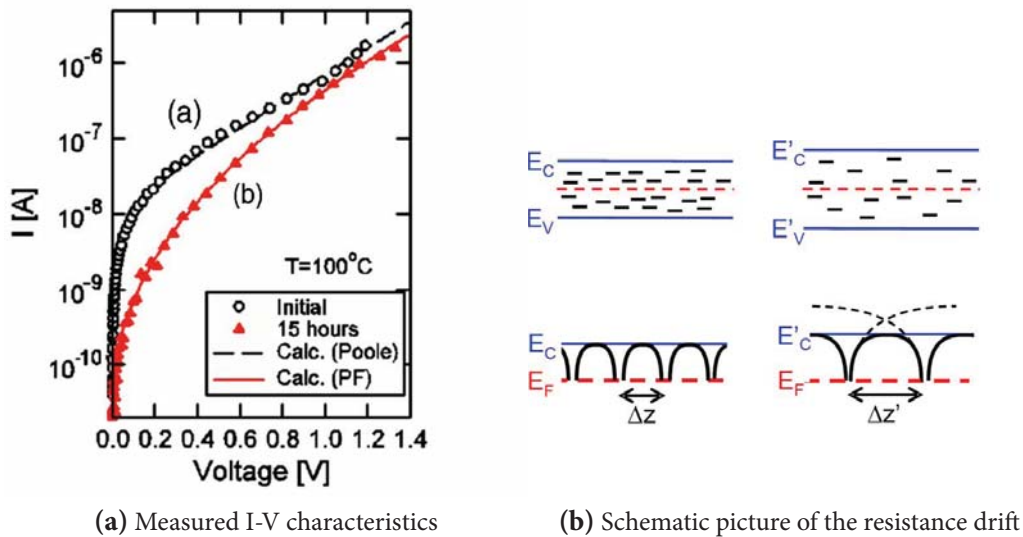 I [A]
10⁻⁶
10⁻⁷
10⁻⁸
10⁻⁹
10⁻¹⁰
(a)
(b)
T=100°C
Initial
15 hours
Calc. (Poole)
Calc. (PF)
0.0 0.2 0.4 0.6 0.8 1.0 1.2 1.4
Voltage [V]
E_C
E_V
E'_C
E'_V
E_C
E_F
Δz
E'_C
E_F
Δz'
(a) Measured I-V characteristics
(b) Schematic picture of the resistance drift